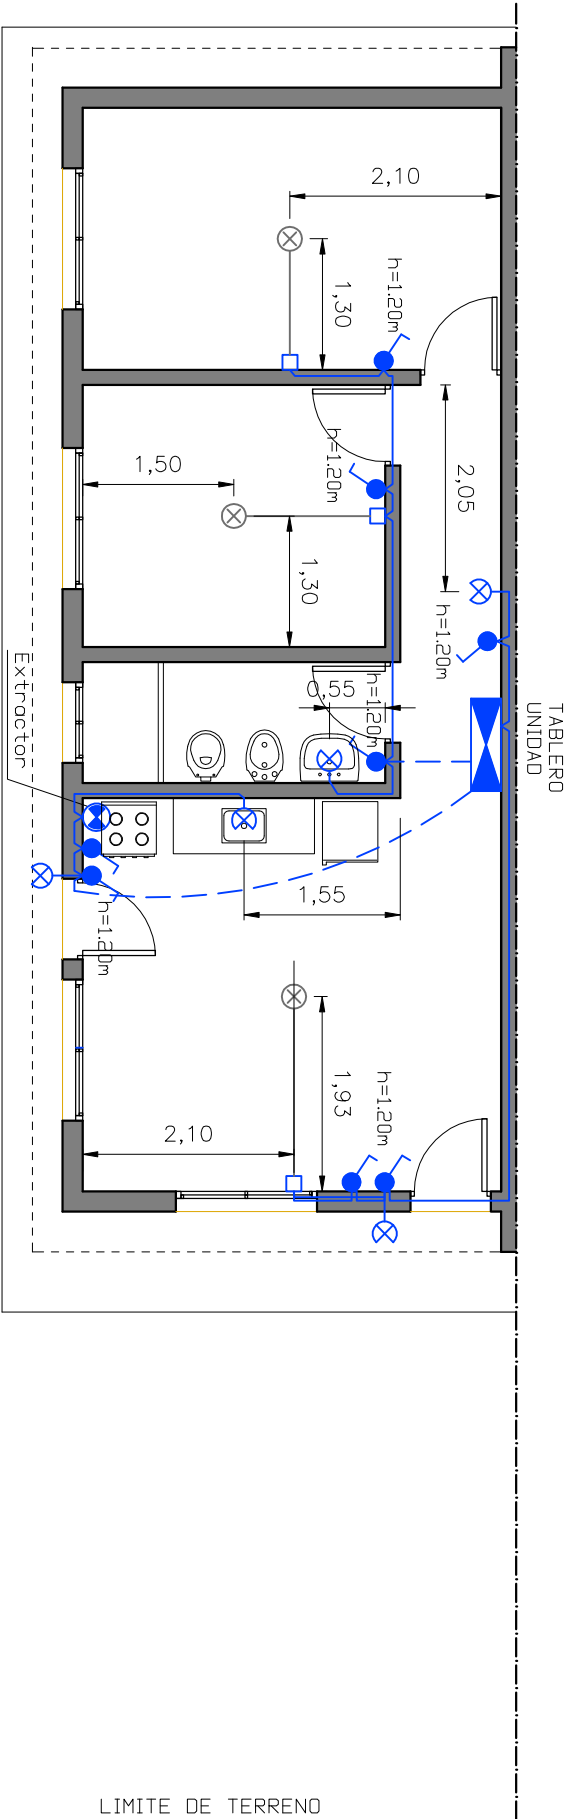 2,10
1,30
h=1.20m
1,50
h=1.20m
2,05
1,30
h=1.20m
0,55
h=1.20m
Extractor
TABLERO
UNIDAD
1,55
h=1.20m
1,93
h=1.20m
2,10
LIMITE DE TERRENO